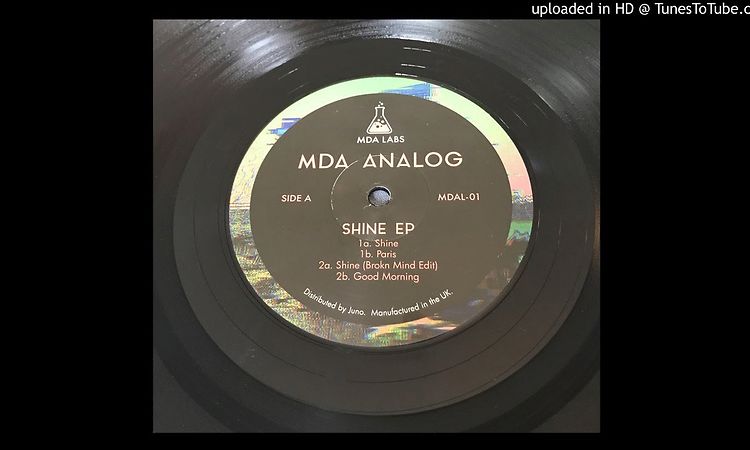 uploaded in HD @ TunesToTube.c
MDA LABS
MDA ANALOG
SIDE A
MDAL-01
SHINE EP
1a. Shine
1b. Paris
2a. Shine (Brokn Mind Edit)
2b. Good Morning
Distributed by Juno. Manufactured in the UK.